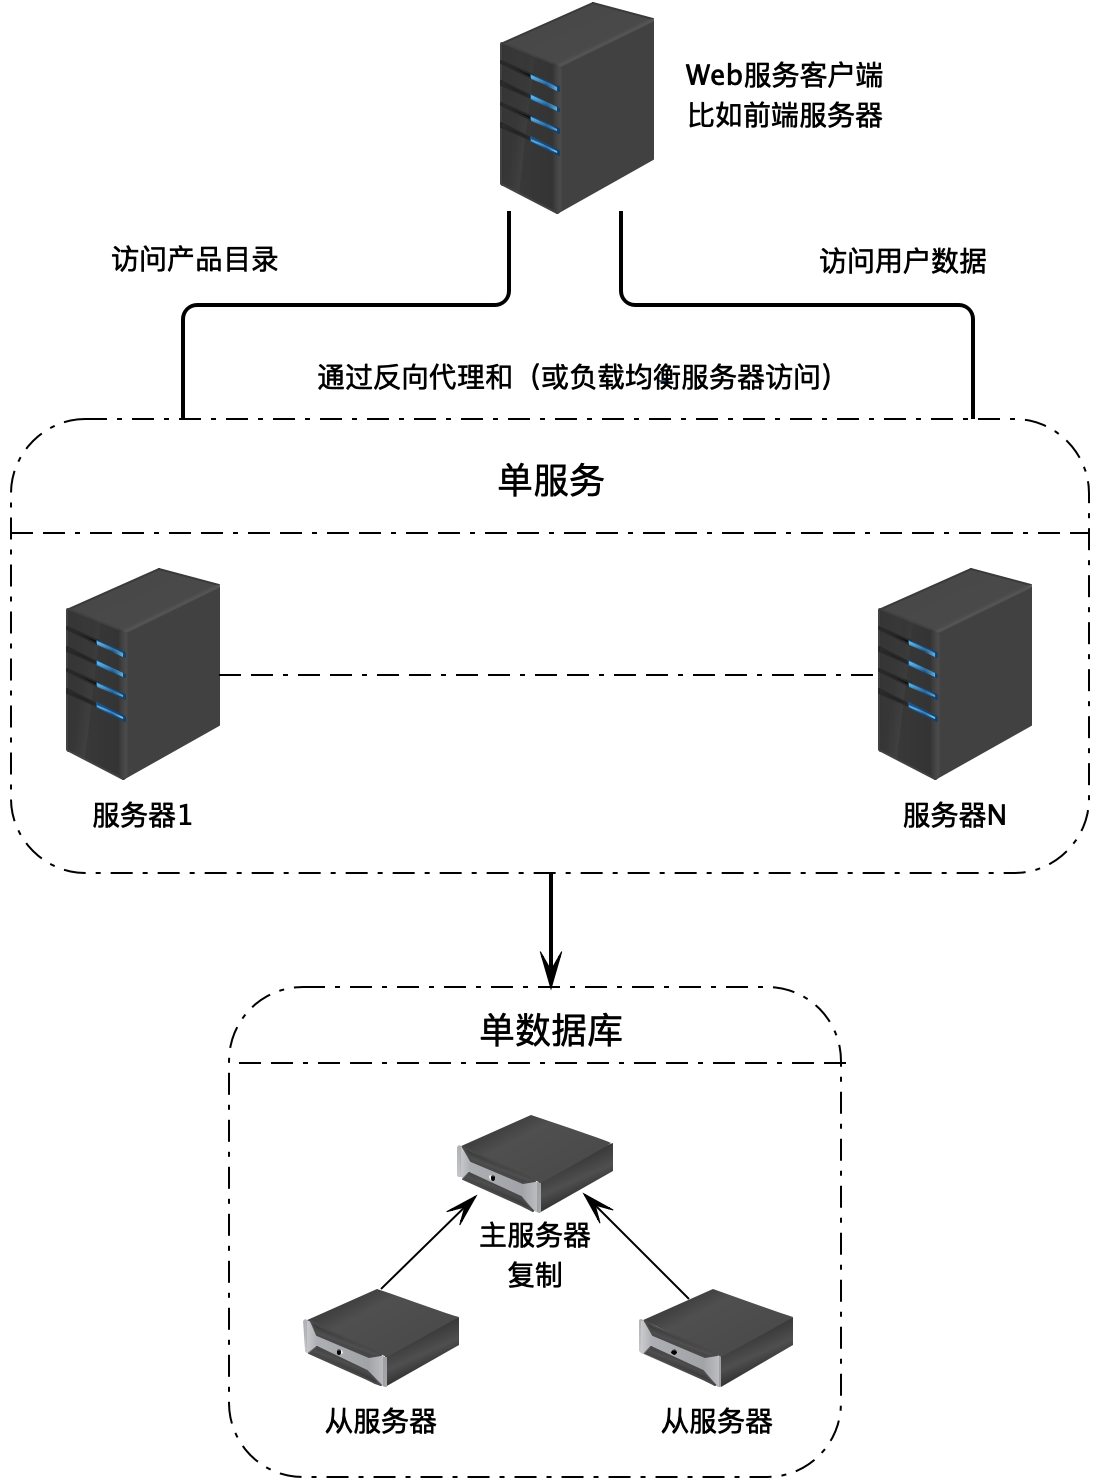 Web服务客户端
比如前端服务器
访问产品目录
访问用户数据
通过反向代理和（或负载均衡服务器访问）
单服务
服务器1
服务器N
单数据库
主服务器
复制
从服务器
从服务器